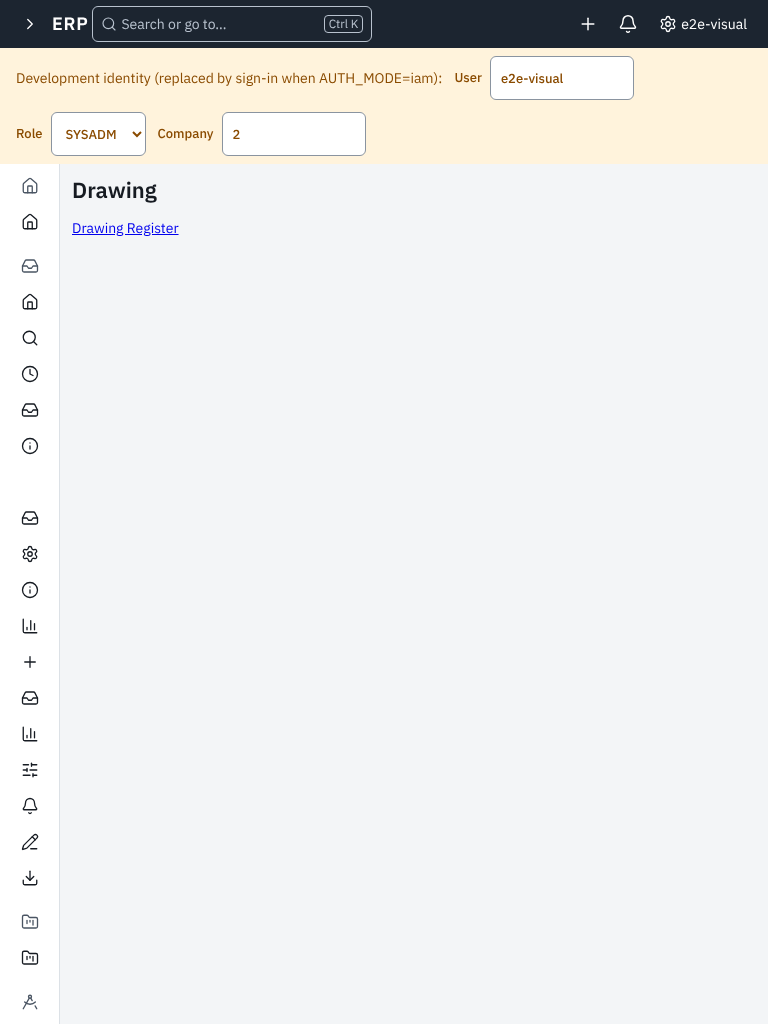 ERP Search or go to... Ctrl K e2e-visual
Development identity (replaced by sign-in when AUTH_MODE=iam): User e2e-visual
Role SYSADM Company 2
Drawing
Drawing Register